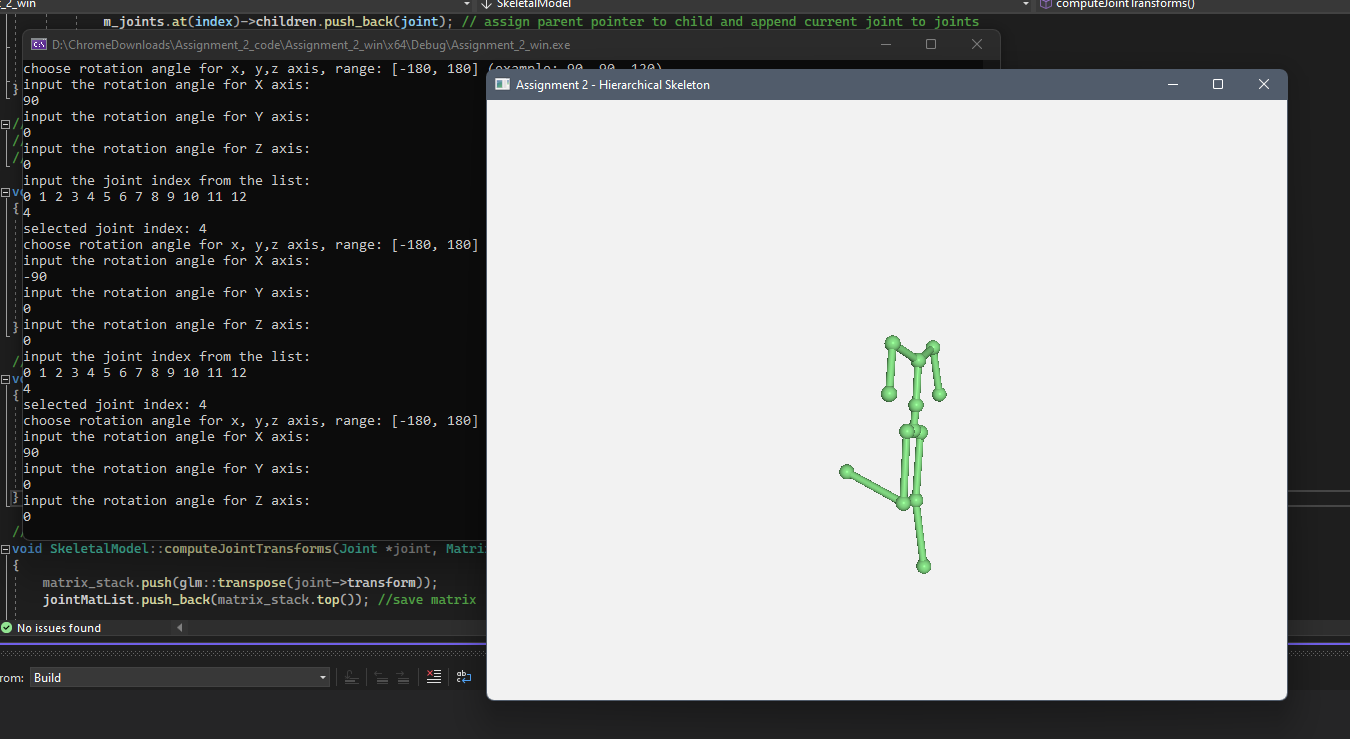 _2_win
SkeletalModel
computeJointTransforms()
m_joints.at(index)->children.push_back(joint); // assign parent pointer to child and append current joint to joints
D:\ChromeDownloads\Assignment_2_code\Assignment_2_win\x64\Debug\Assignment_2_win.exe
choose rotation angle for x, y,z axis, range: [-180, 180] (example: 90, 90, 120)
input the rotation angle for X axis:
90
input the rotation angle for Y axis:
0
input the rotation angle for Z axis:
0
input the joint index from the list:
0 1 2 3 4 5 6 7 8 9 10 11 12
4
selected joint index: 4
choose rotation angle for x, y,z axis, range: [-180, 180]
input the rotation angle for X axis:
-90
input the rotation angle for Y axis:
0
input the rotation angle for Z axis:
0
input the joint index from the list:
0 1 2 3 4 5 6 7 8 9 10 11 12
4
selected joint index: 4
choose rotation angle for x, y,z axis, range: [-180, 180]
input the rotation angle for X axis:
90
input the rotation angle for Y axis:
0
input the rotation angle for Z axis:
0
Assignment 2 - Hierarchical Skeleton
void SkeletalModel::computeJointTransforms(Joint *joint, Matri
{
matrix_stack.push(glm::transpose(joint->transform));
jointMatList.push_back(matrix_stack.top()); //save matrix
No issues found
rom: Build